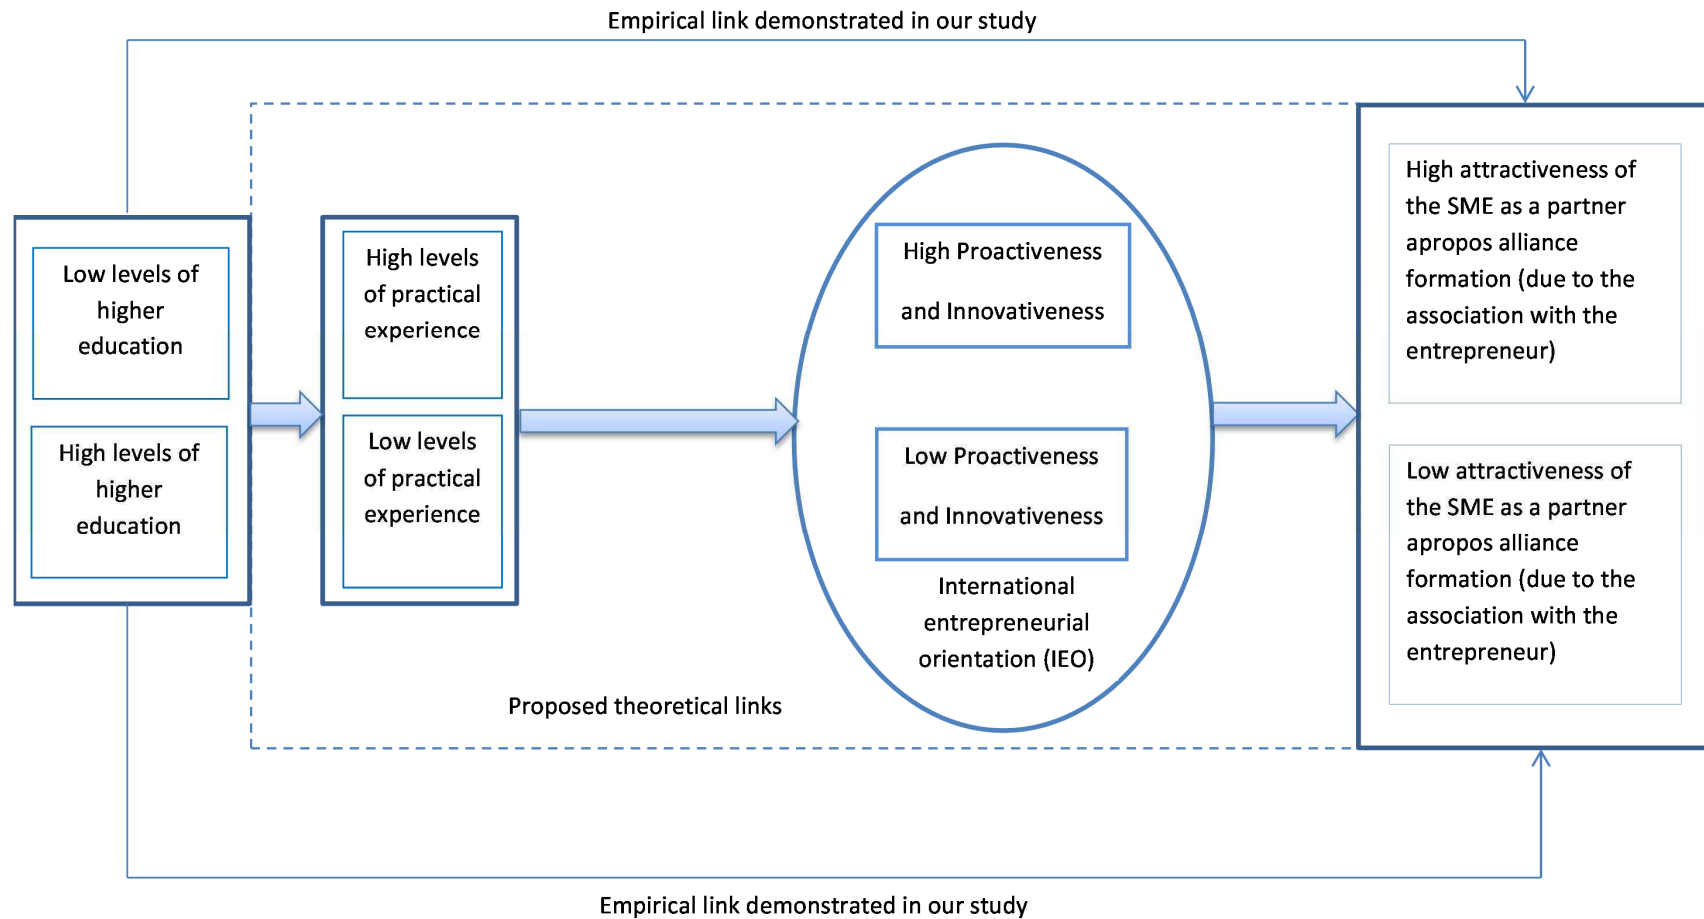 Empirical link demonstrated in our study
Low levels of
higher
education
High levels of
higher
education
High levels
of practical
experience
Low levels
of practical
experience
High Proactiveness
and Innovativeness
Low Proactiveness
and Innovativeness
International
entrepreneurial
orientation (IEO)
Proposed theoretical links
High attractiveness of
the SME as a partner
apropos alliance
formation (due to the
association with the
entrepreneur)
Low attractiveness of
the SME as a partner
apropos alliance
formation (due to the
association with the
entrepreneur)
Empirical link demonstrated in our study